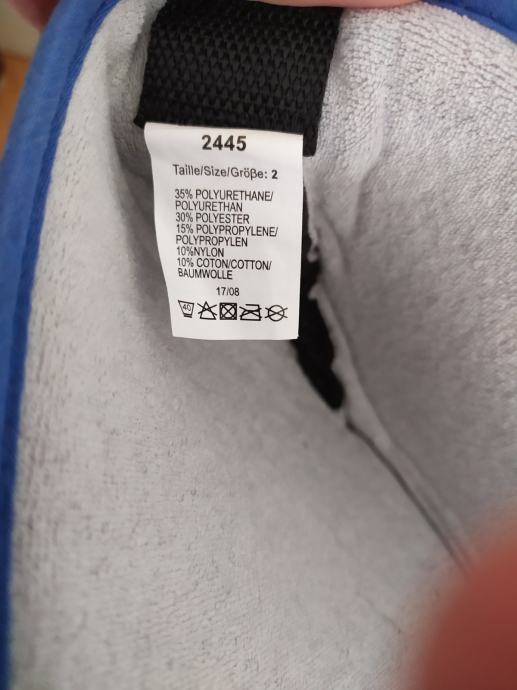 2445
Taille/Size/Größe: 2
35% POLYURETHANE/
POLYURETHAN
30% POLYESTER
15% POLYPROPYLENE/
POLYPROPYLEN
10%NYLON
10% COTON/COTTON/
BAUMWOLLE
17/08
40